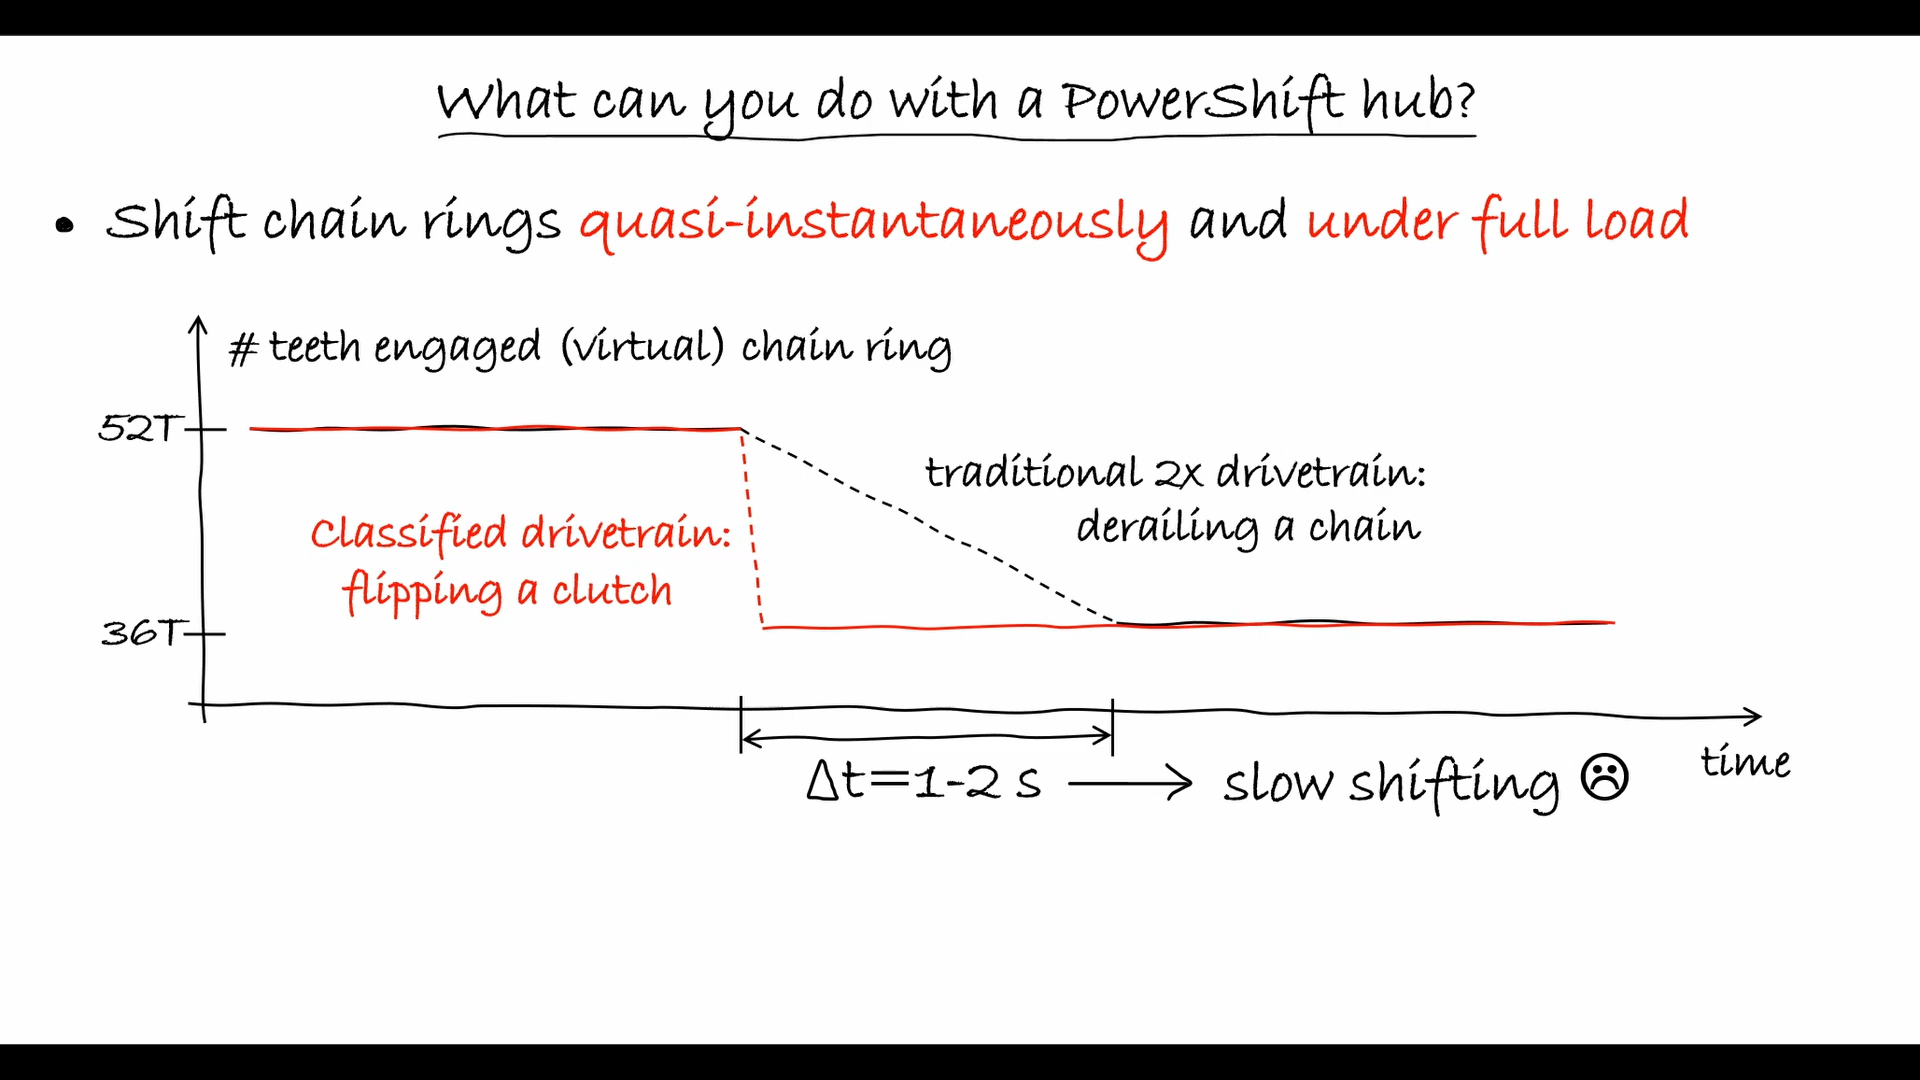 What can you do with a PowerShift hub?
• Shift chain rings quasi-instantaneously and under full load
# teeth engaged (virtual) chain ring
52T
traditional 2x drivetrain:
derailing a chain
Classified drivetrain:
flipping a clutch
36T
time
Δt=1-2 s → slow shifting ☹